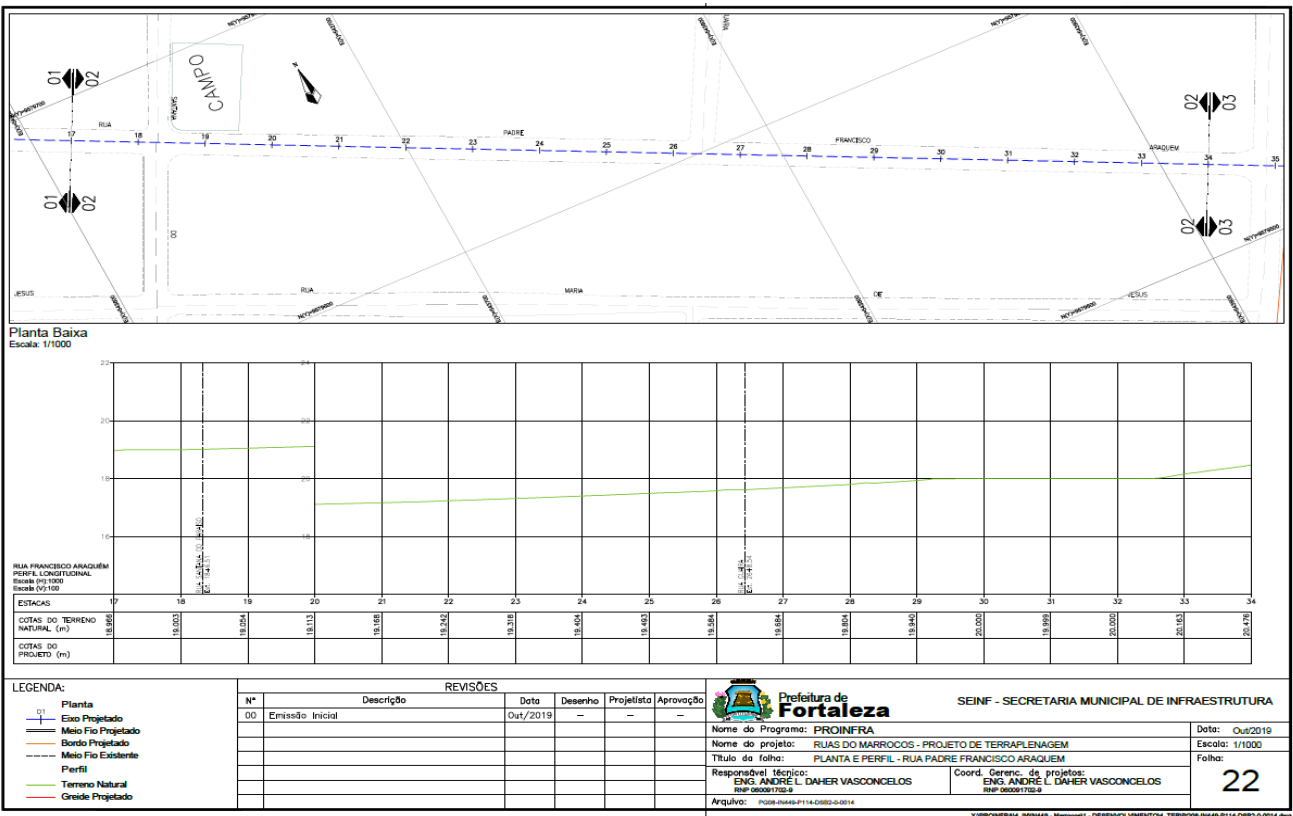 01 02
01 02
02 03
02 03
CAMPO
SANTANA
RUA PADRE FRANCISCO ARAQUEM
17 18 19 20 21 22 23 24 25 26 27 28 29 30 31 32 33 34 35
JESUS RUA MARIA DE JESUS
Planta Baixa
Escala: 1/1000
22 24
20 22
18 20
16 18
RUA FRANCISCO ARAQUÉM
PERFIL LONGITUDINAL
Escala (H):1000
Escala (V):100
ESTACAS 17 18 19 20 21 22 23 24 25 26 27 28 29 30 31 32 33 34
COTAS DO TERRENO NATURAL (m) 18.966 19.003 19.054 19.113 19.168 19.242 19.318 19.404 19.493 19.584 19.684 19.804 19.940 20.000 19.999 20.000 20.163 20.476
COTAS DO PROJETO (m)
LEGENDA:
Planta
01 Eixo Projetado
Meio Fio Projetado
Bordo Projetado
Meio Fio Existente
Perfil
Terreno Natural
Greide Projetado
REVISÕES
N° Descrição Data Desenho Projetista Aprovação
00 Emissão Inicial Out/2019 – – –
Prefeitura de
Fortaleza
SEINF - SECRETARIA MUNICIPAL DE INFRAESTRUTURA
Nome do Programa: PROINFRA
Data: Out/2019
Nome do projeto: RUAS DO MARROCOS - PROJETO DE TERRAPLENAGEM
Escala: 1/1000
Título da folha: PLANTA E PERFIL - RUA PADRE FRANCISCO ARAQUEM
Folha:
22
Responsável técnico:
ENG. ANDRÉ L. DAHER VASCONCELOS
RNP 060091702-9
Coord. Gerenc. de projetos:
ENG. ANDRÉ L. DAHER VASCONCELOS
RNP 060091702-9
Arquivo: